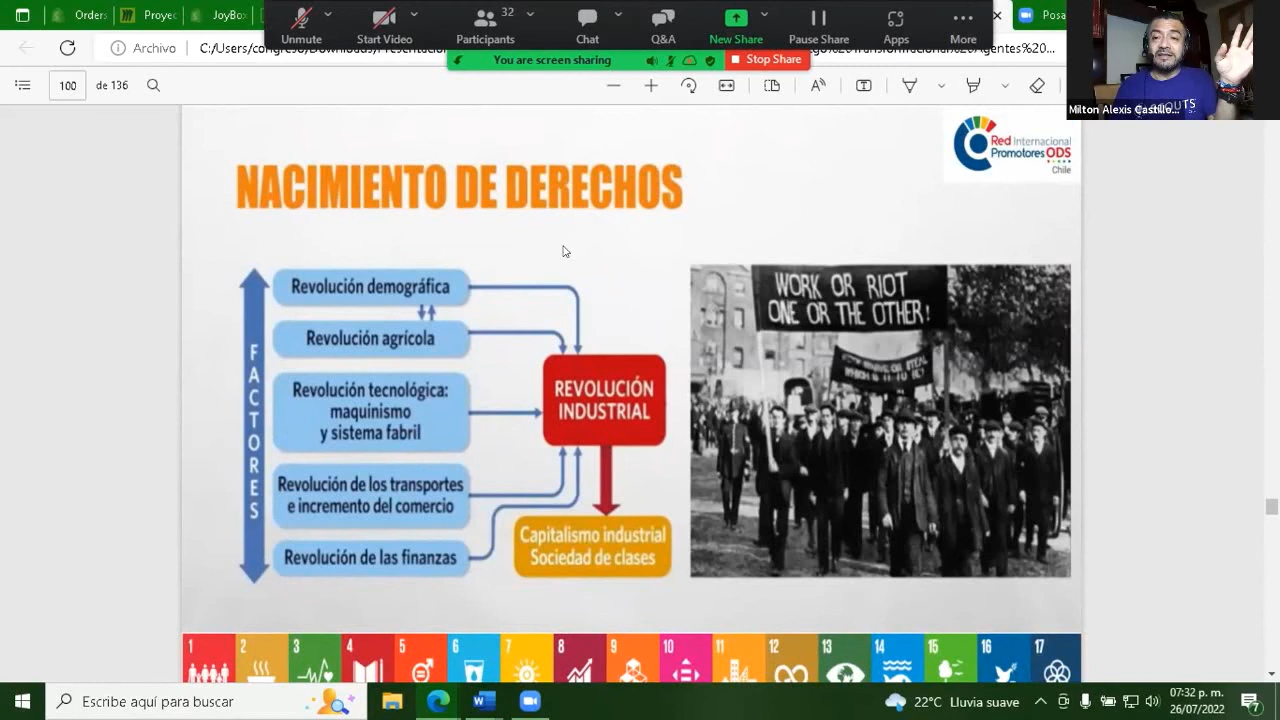 Orders
Proye
JoyBox
Posa
Unmute
Start Video
32
Participants
Chat
Q&A
New Share
Pause Share
Apps
More
You are screen sharing
Stop Share
Archivo
C:/Users/congreso/Downloads/Presentacion
100
de 136
Milton Alexis Castillo...
SCOUTS
Red Internacional
Promotores ODS
Chile
NACIMIENTO DE DERECHOS
FACTORES
Revolución demográfica
Revolución agrícola
Revolución tecnológica:
maquinismo
y sistema fabril
Revolución de los transportes
e incremento del comercio
Revolución de las finanzas
REVOLUCIÓN
INDUSTRIAL
Capitalismo industrial
Sociedad de clases
WORK OR RIOT
ONE OR THE OTHER!
1 2 3 4 5 6 7 8 9 10 11 12 13 14 15 16 17
Escribe aquí para buscar
22°C Lluvia suave
07:32 p. m.
26/07/2022
7